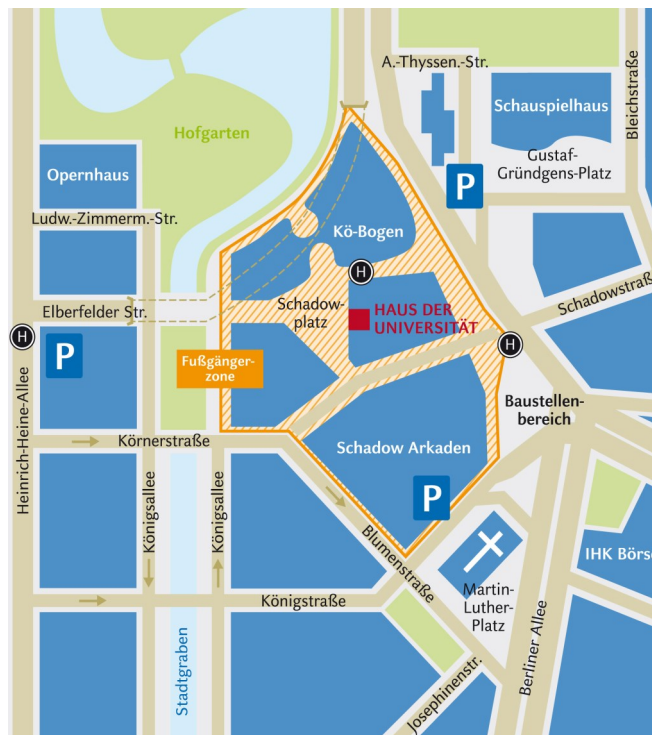 A.-Thyssen.-Str.
Bleichstraße
Schauspielhaus
Hofgarten
Gustaf-
Gründgens-Platz
Opernhaus
P
Ludw.-Zimmerm.-Str.
Kö-Bogen
H
Elberfelder Str.
Schadow-
platz
HAUS DER
UNIVERSITÄT
Schadowstraß
H
P
H
Fußgänger-
zone
Baustellen-
bereich
Heinrich-Heine-Allee
Körnerstraße
Schadow Arkaden
P
Königsallee
Königsallee
Blumenstraße
IHK Börs
Martin-
Luther-
Platz
Königstraße
Stadtgraben
Berliner Allee
Josephinenstr.